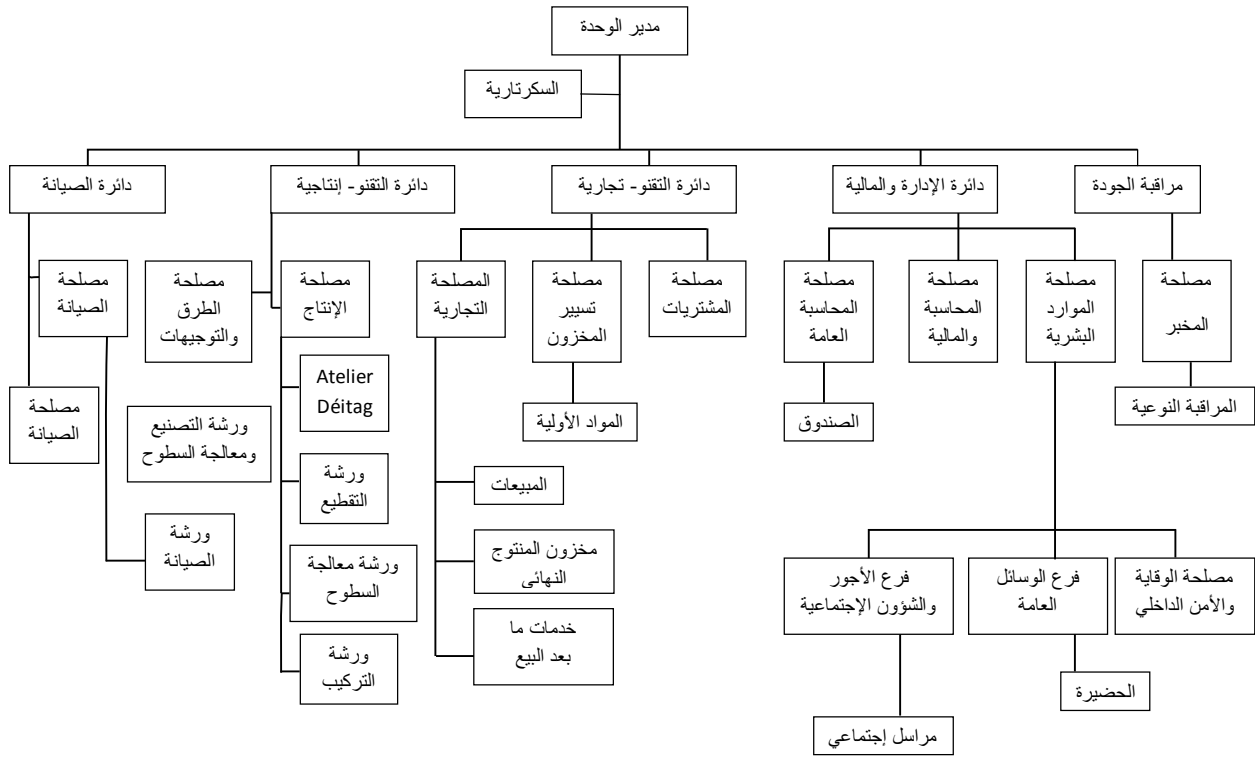 مدير الوحدة
السكرتارية
مراقبة الجودة
دائرة الإدارة والمالية
دائرة التقنو- تجارية
دائرة التقنو- إنتاجية
دائرة الصيانة
مصلحة
المخبر
مصلحة
الموارد
البشرية
مصلحة
المحاسبة
والمالية
مصلحة
المحاسبة
العامة
مصلحة
المشتريات
مصلحة
تسيير
المخزون
المصلحة
التجارية
مصلحة
الإنتاج
مصلحة
الطرق
والتوجيهات
مصلحة
الصيانة
المراقبة النوعية
الصندوق
المواد الأولية
Atelier
Déitag
مصلحة
الصيانة
ورشة التصنيع
ومعالجة السطوح
المبيعات
ورشة
التقطيع
ورشة
الصيانة
مخزون المنتوج
النهائى
ورشة معالجة
السطوح
مصلحة الوقاية
والأمن الداخلي
فرع الوسائل
العامة
فرع الأجور
والشؤون الإجتماعية
خدمات ما
بعد البيع
ورشة
التركيب
الحضيرة
مراسل إجتماعي